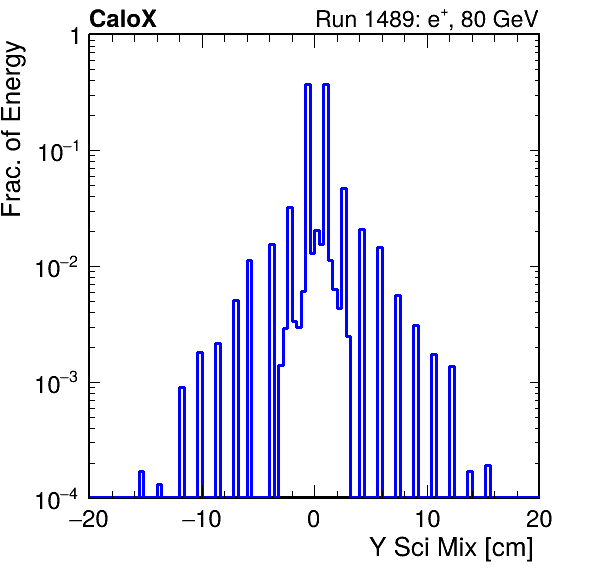 CaloX Run 1489: e⁺, 80 GeV
Frac. of Energy
1
10⁻¹
10⁻²
10⁻³
10⁻⁴
−20 −10 0 10 20
Y Sci Mix [cm]